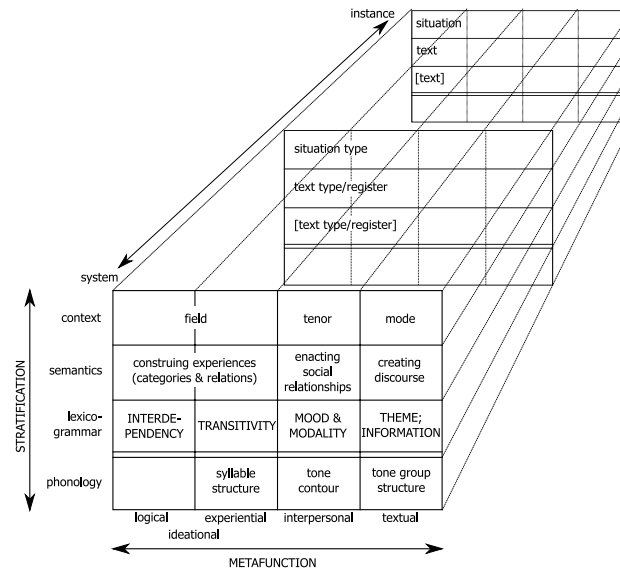 instance
situation
text
[text]
situation type
text type/register
[text type/register]
system
STRATIFICATION
context
field
tenor
mode
semantics
construing experiences
(categories & relations)
enacting
social
relationships
creating
discourse
lexico-
grammar
INTERDE-
PENDENCY
TRANSITIVITY
MOOD &
MODALITY
THEME;
INFORMATION
phonology
syllable
structure
tone
contour
tone group
structure
logical
experiential
interpersonal
textual
ideational
METAFUNCTION